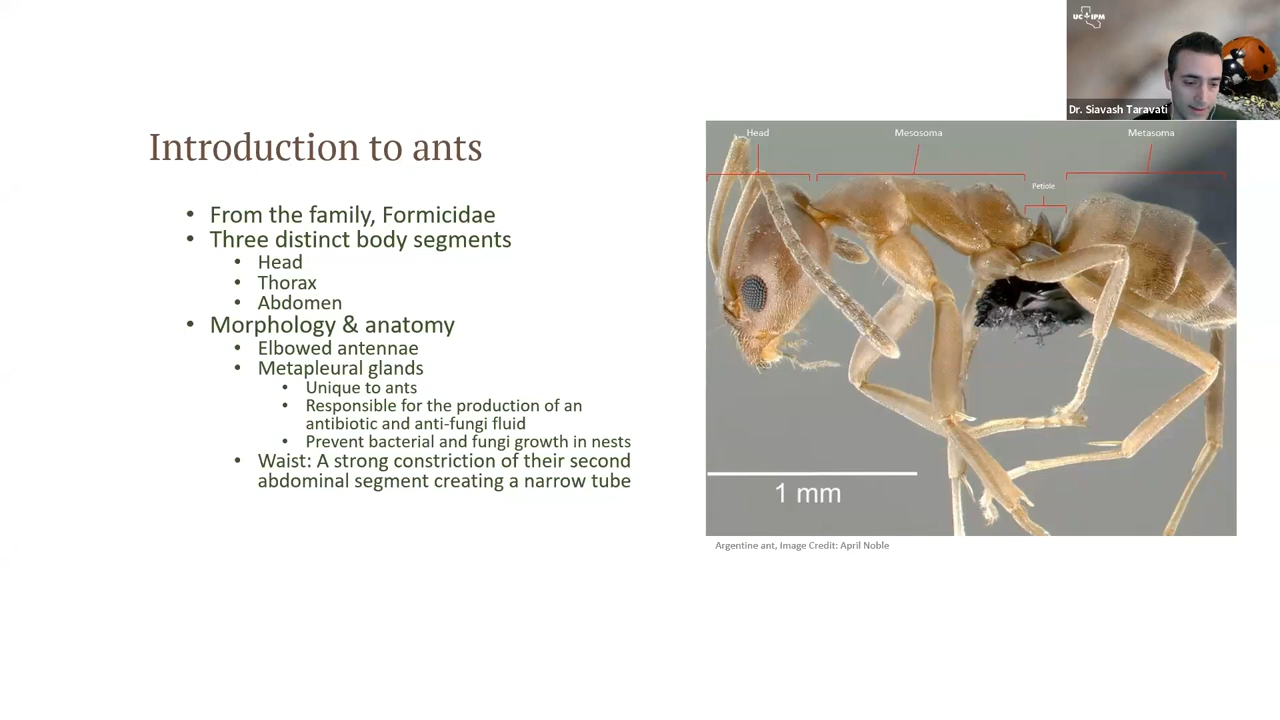 UC IPM
Dr. Siavash Taravati
Introduction to ants
• From the family, Formicidae
• Three distinct body segments
• Head
• Thorax
• Abdomen
• Morphology & anatomy
• Elbowed antennae
• Metapleural glands
• Unique to ants
• Responsible for the production of an
antibiotic and anti-fungi fluid
• Prevent bacterial and fungi growth in nests
• Waist: A strong constriction of their second
abdominal segment creating a narrow tube
Head
Mesosoma
Metasoma
Petiole
1 mm
Argentine ant, Image Credit: April Noble